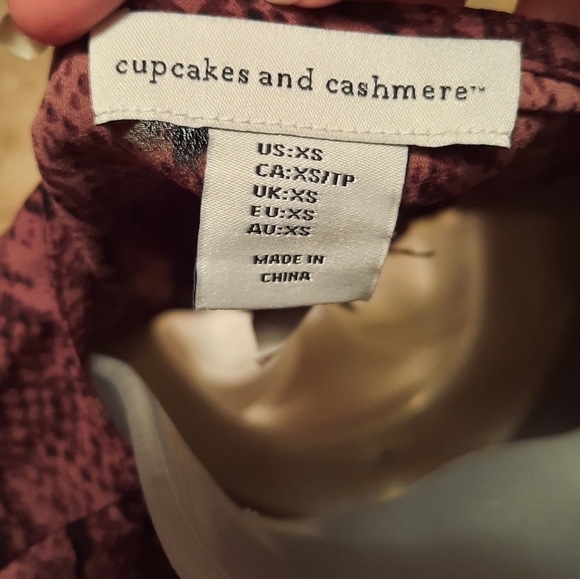 cupcakes and cashmere™
US:XS
CA:XS/TP
UK:XS
EU:XS
AU:XS
MADE IN
CHINA